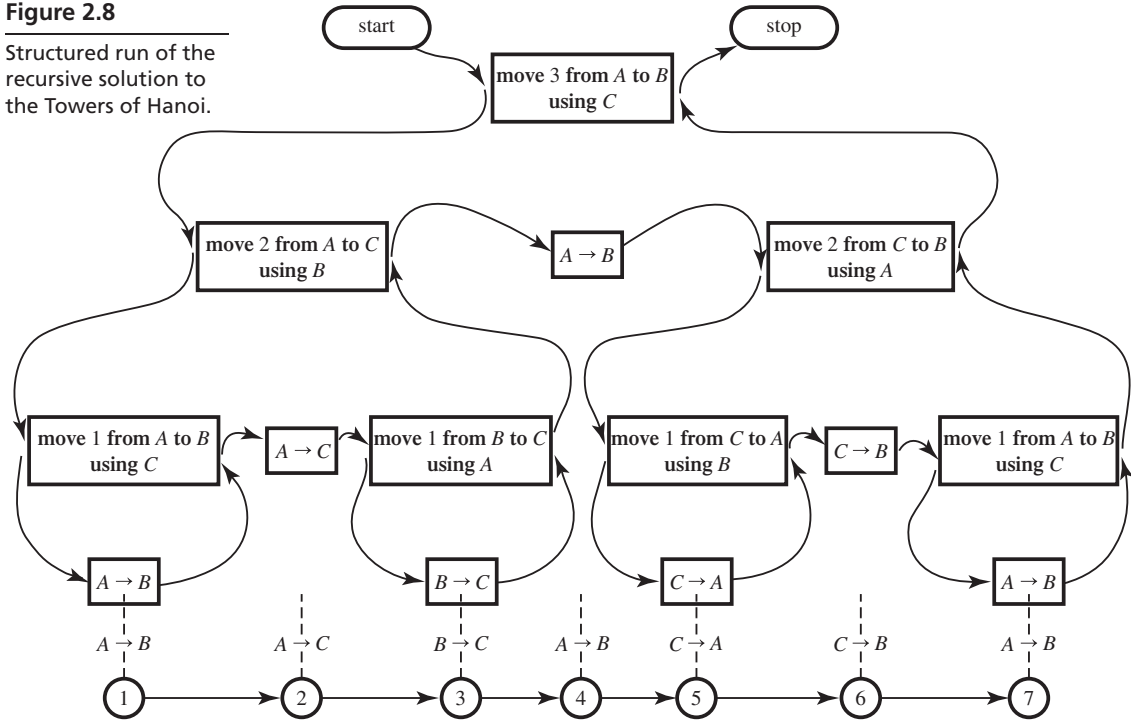 Figure 2.8
Structured run of the
recursive solution to
the Towers of Hanoi.
start
stop
move 3 from A to B
using C
move 2 from A to C
using B
A → B
move 2 from C to B
using A
move 1 from A to B
using C
A → C
move 1 from B to C
using A
move 1 from C to A
using B
C → B
move 1 from A to B
using C
A → B
B → C
C → A
A → B
A → B
A → C
B → C
A → B
C → A
C → B
A → B
1
2
3
4
5
6
7